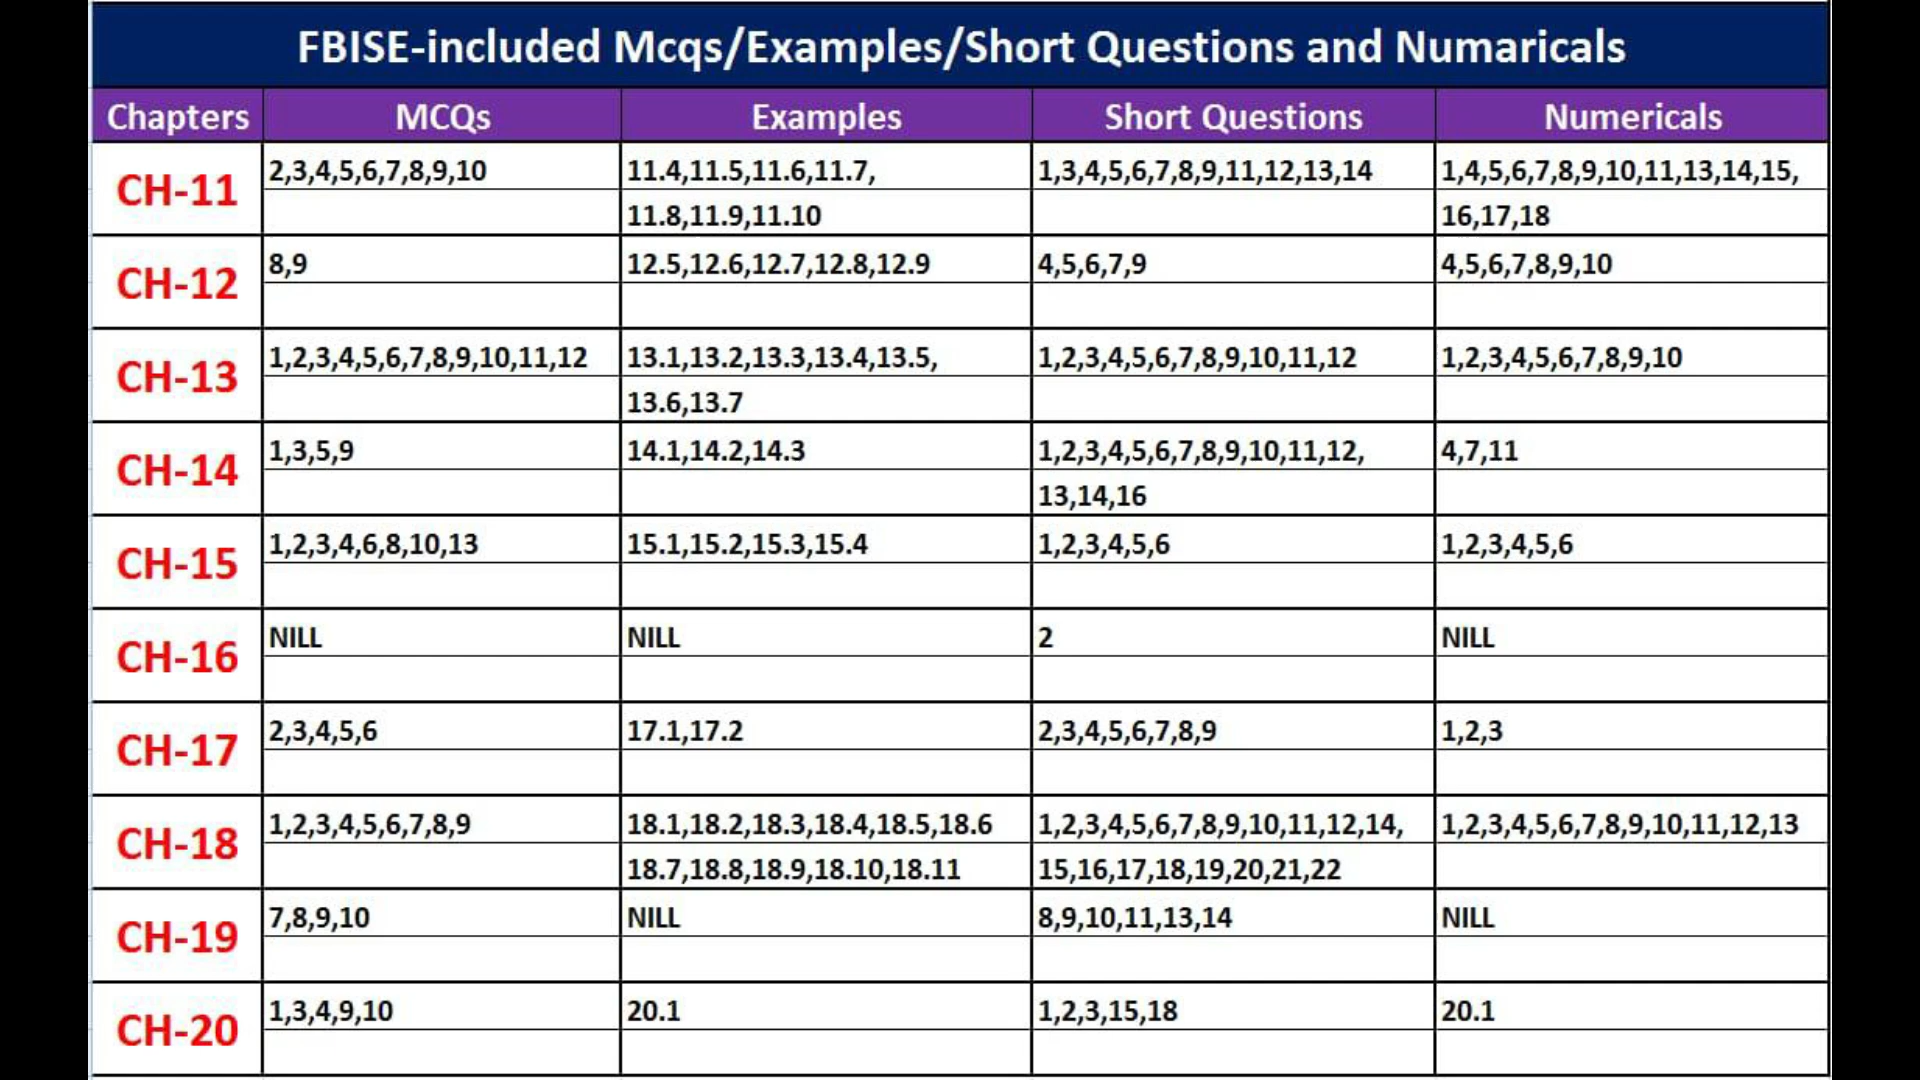 FBISE-included Mcqs/Examples/Short Questions and Numaricals
Chapters MCQs Examples Short Questions Numericals
CH-11 2,3,4,5,6,7,8,9,10 11.4,11.5,11.6,11.7, 1,3,4,5,6,7,8,9,11,12,13,14 1,4,5,6,7,8,9,10,11,13,14,15,
11.8,11.9,11.10 16,17,18
CH-12 8,9 12.5,12.6,12.7,12.8,12.9 4,5,6,7,9 4,5,6,7,8,9,10
CH-13 1,2,3,4,5,6,7,8,9,10,11,12 13.1,13.2,13.3,13.4,13.5, 1,2,3,4,5,6,7,8,9,10,11,12 1,2,3,4,5,6,7,8,9,10
13.6,13.7
CH-14 1,3,5,9 14.1,14.2,14.3 1,2,3,4,5,6,7,8,9,10,11,12, 4,7,11
13,14,16
CH-15 1,2,3,4,6,8,10,13 15.1,15.2,15.3,15.4 1,2,3,4,5,6 1,2,3,4,5,6
CH-16 NILL NILL 2 NILL
CH-17 2,3,4,5,6 17.1,17.2 2,3,4,5,6,7,8,9 1,2,3
CH-18 1,2,3,4,5,6,7,8,9 18.1,18.2,18.3,18.4,18.5,18.6 1,2,3,4,5,6,7,8,9,10,11,12,14, 1,2,3,4,5,6,7,8,9,10,11,12,13
18.7,18.8,18.9,18.10,18.11 15,16,17,18,19,20,21,22
CH-19 7,8,9,10 NILL 8,9,10,11,13,14 NILL
CH-20 1,3,4,9,10 20.1 1,2,3,15,18 20.1